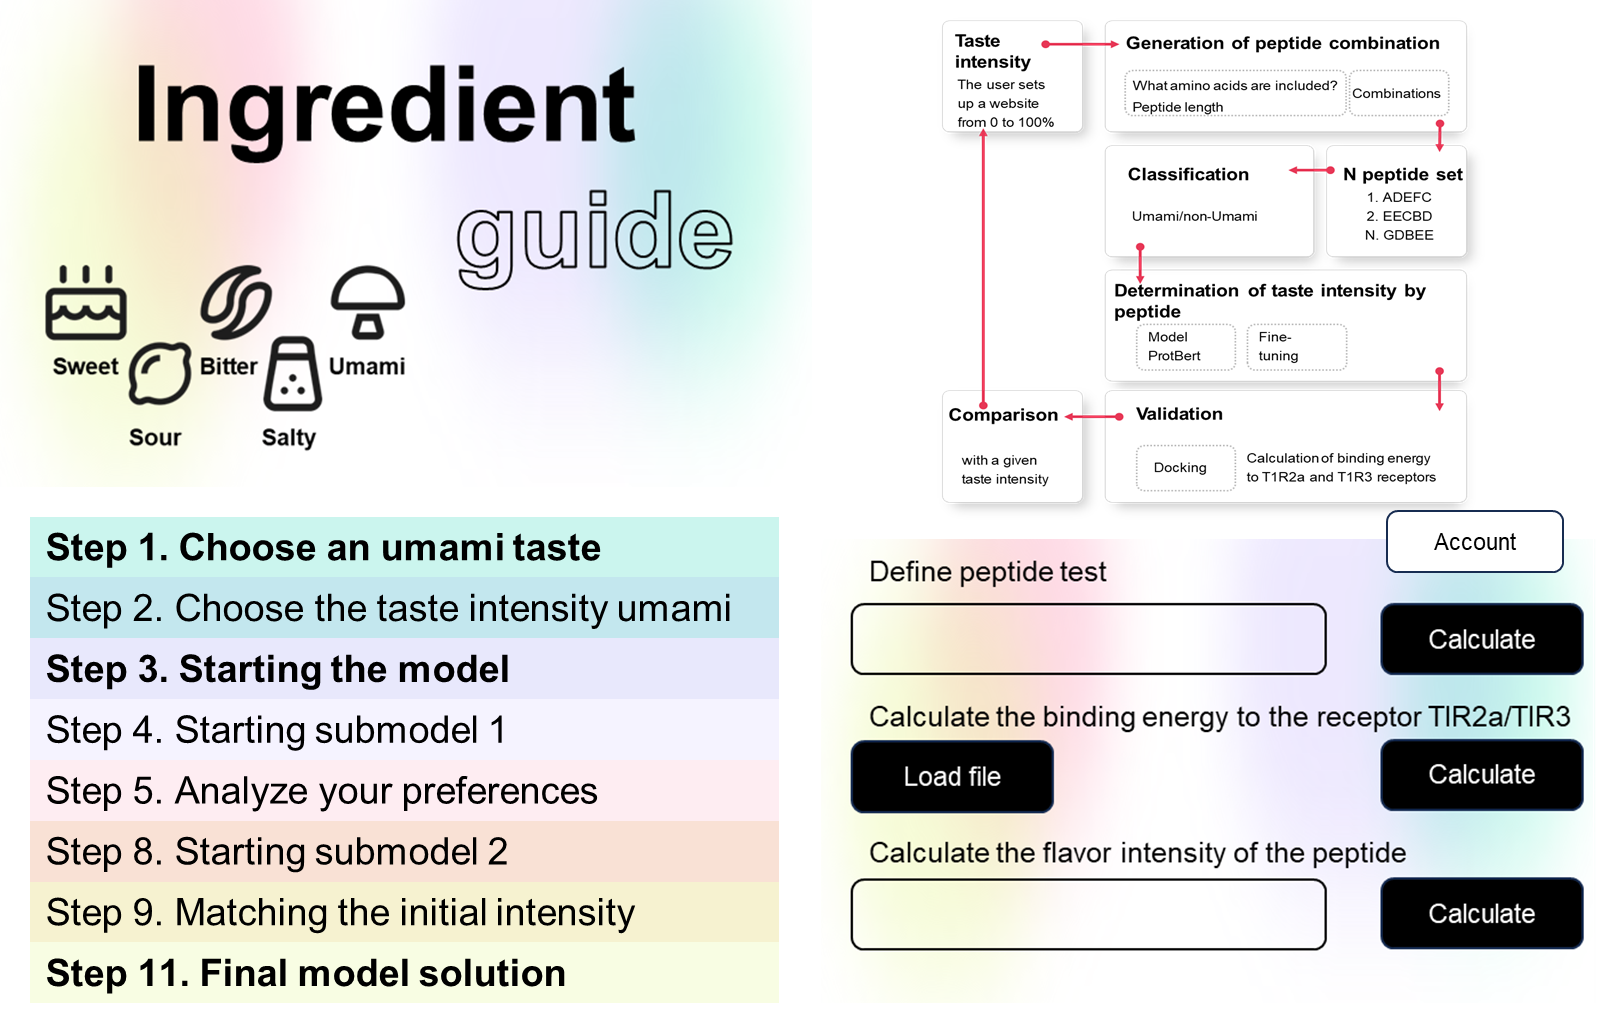 Ingredient
guide
Sweet
Bitter
Umami
Sour
Salty
Taste
intensity
The user sets
up a website
from 0 to 100%
Generation of peptide combination
What amino acids are included?
Peptide length
Combinations
Classification
Umami/non-Umami
N peptide set
1. ADEFC
2. EECBD
N. GDBEE
Determination of taste intensity by
peptide
Model
ProtBert
Fine-
tuning
Comparison
with a given
taste intensity
Validation
Docking
Calculation of binding energy
to T1R2a and T1R3 receptors
Step 1. Choose an umami taste
Step 2. Choose the taste intensity umami
Step 3. Starting the model
Step 4. Starting submodel 1
Step 5. Analyze your preferences
Step 8. Starting submodel 2
Step 9. Matching the initial intensity
Step 11. Final model solution
Account
Define peptide test
Calculate
Calculate the binding energy to the receptor TIR2a/TIR3
Load file
Calculate
Calculate the flavor intensity of the peptide
Calculate